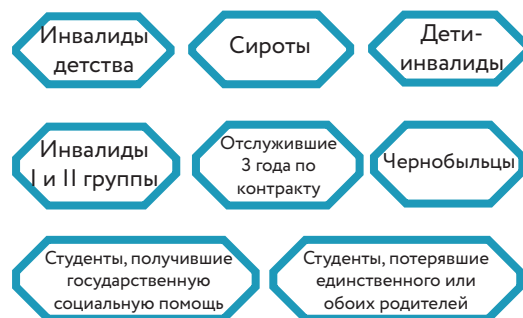 Инвалиды
детства
Сироты
Дети-
инвалиды
Инвалиды
I и II группы
Отслужившие
3 года по
контракту
Чернобыльцы
Студенты, получившие
государственную
социальную помощь
Студенты, потерявшие
единственного или
обоих родителей